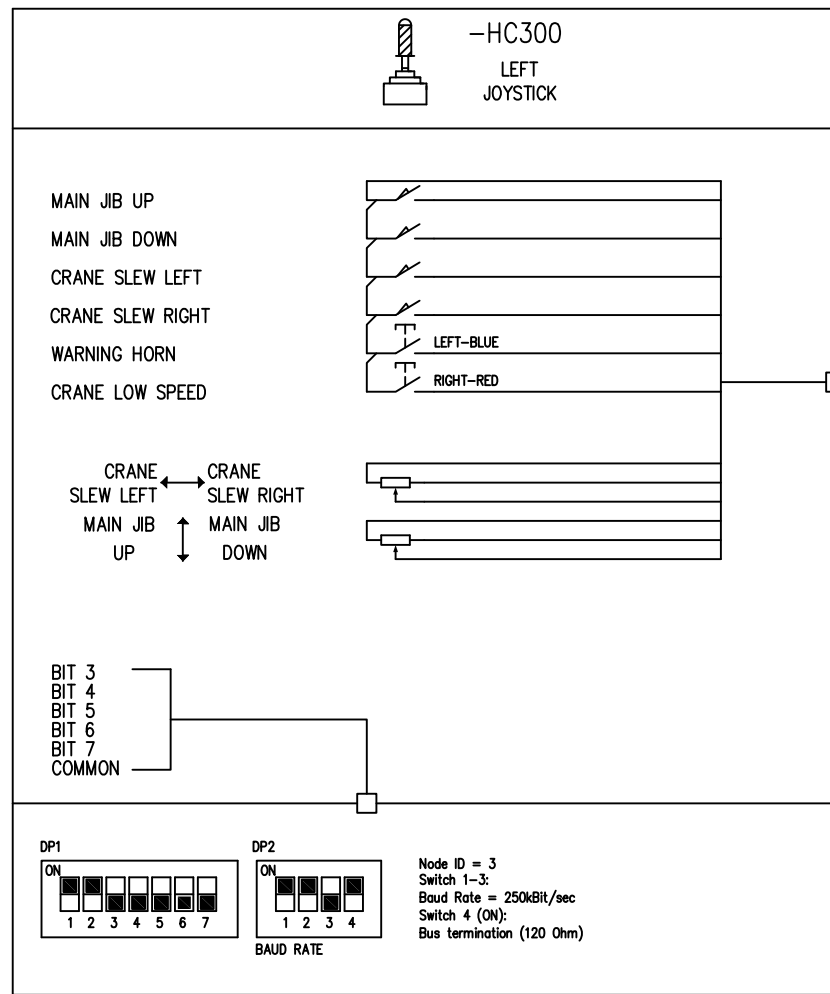 -HC300
LEFT
JOYSTICK
MAIN JIB UP
MAIN JIB DOWN
CRANE SLEW LEFT
CRANE SLEW RIGHT
WARNING HORN
LEFT-BLUE
CRANE LOW SPEED
RIGHT-RED
CRANE CRANE
SLEW LEFT SLEW RIGHT
MAIN JIB MAIN JIB
UP DOWN
BIT 3
BIT 4
BIT 5
BIT 6
BIT 7
COMMON
DP1
ON
1 2 3 4 5 6 7
DP2
ON
1 2 3 4
BAUD RATE
Node ID = 3
Switch 1-3:
Baud Rate = 250kBit/sec
Switch 4 (ON):
Bus termination (120 Ohm)